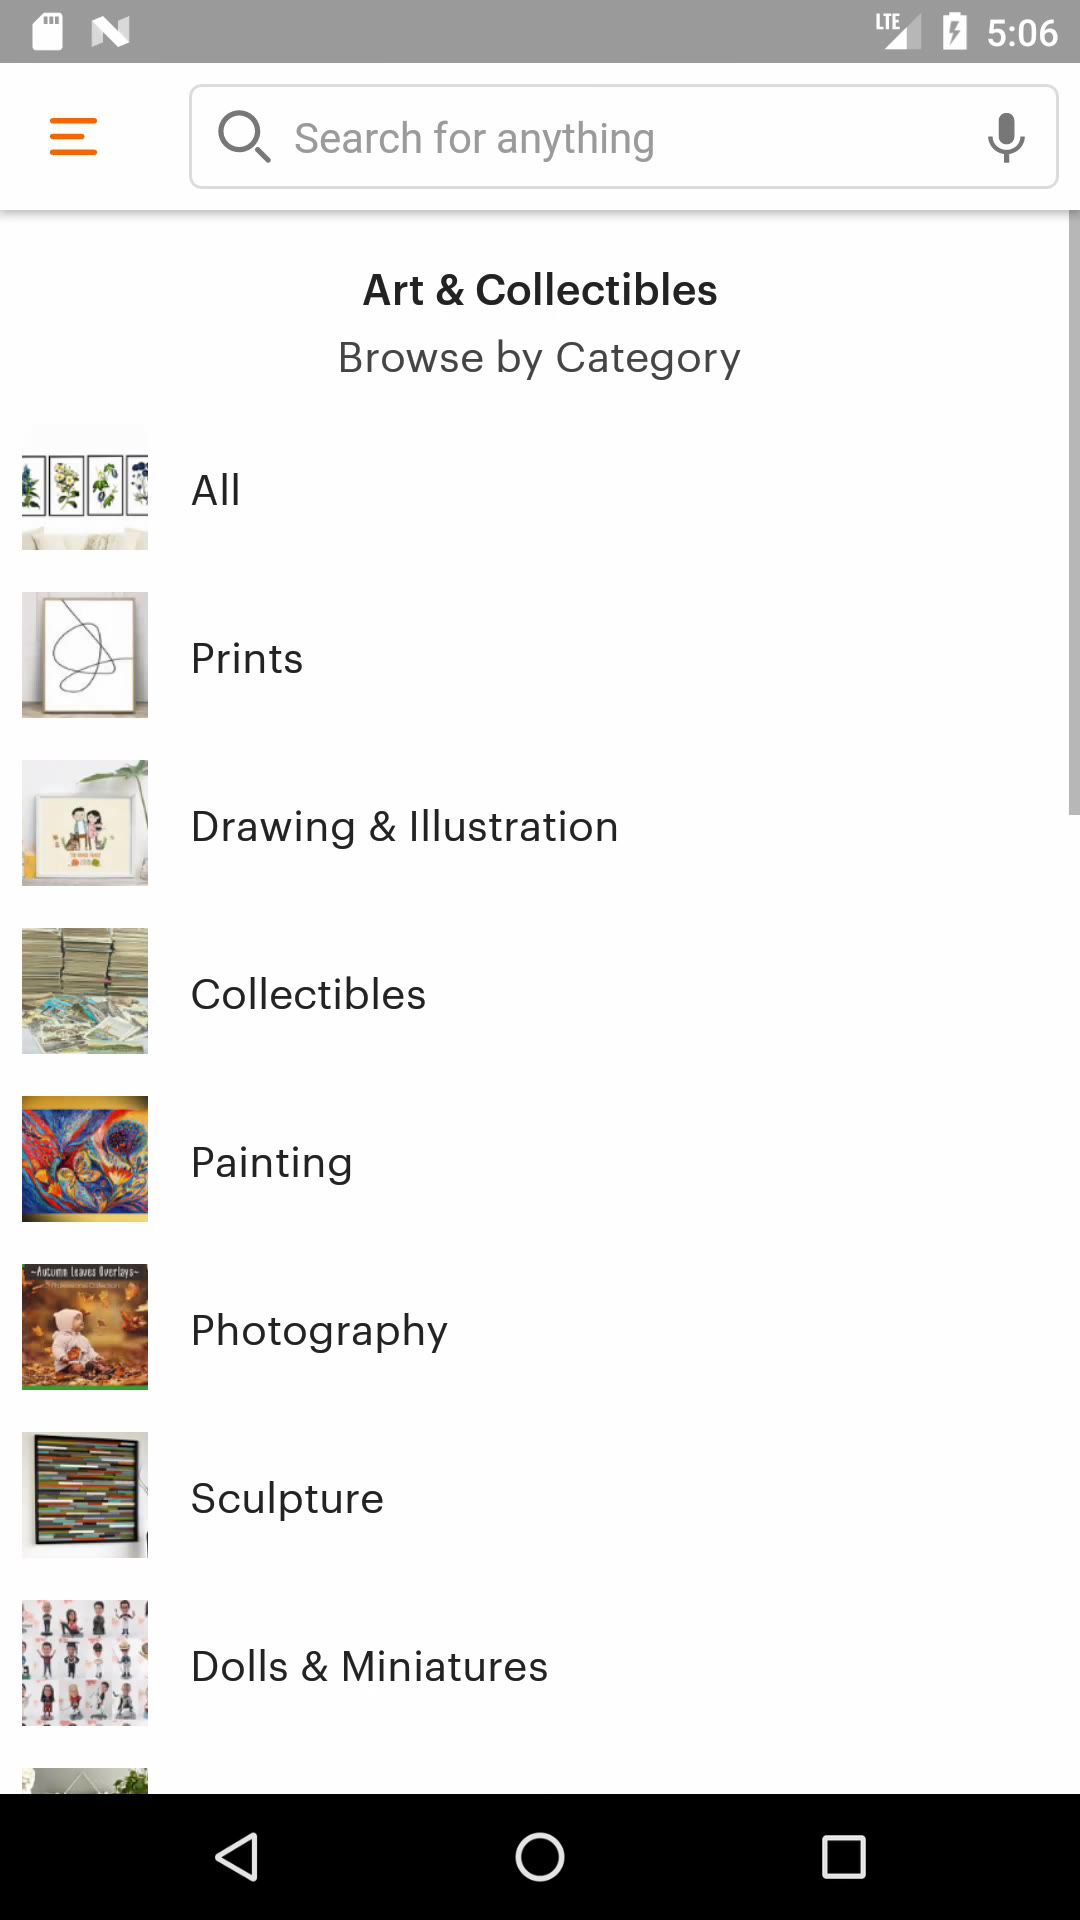 LTE 5:06
Search for anything
Art & Collectibles
Browse by Category
All
Prints
Drawing & Illustration
Collectibles
Painting
~Autumn Leaves Overlays~
Photography
Sculpture
Dolls & Miniatures